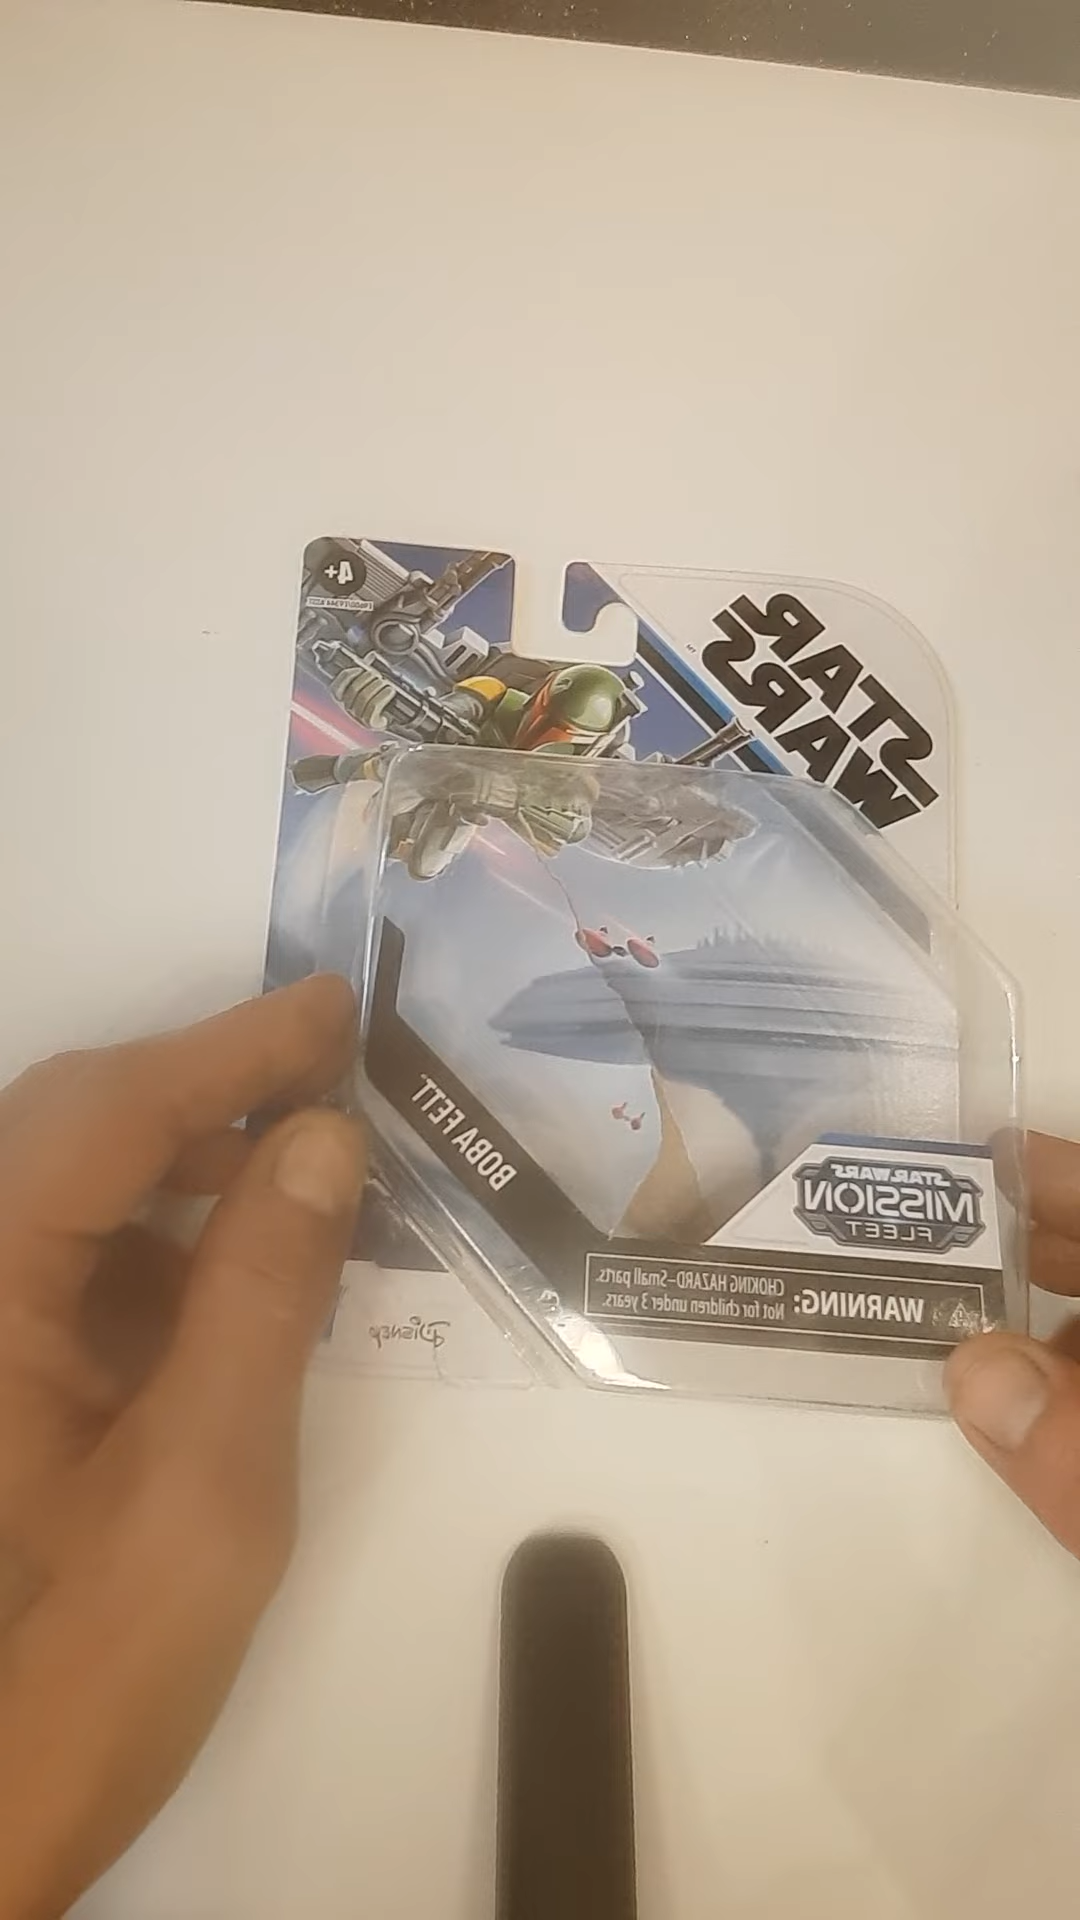 4+
STAR
WARS
TM
BOBA FETT
STAR WARS
MISSION
FLEET
WARNING:
CHOKING HAZARD–Small parts.
Not for children under 3 years.
Disney